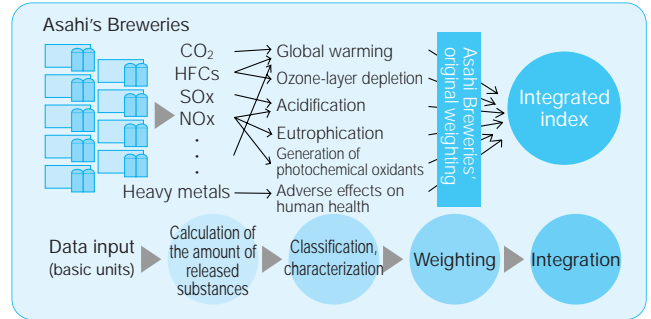 Asahi's Breweries
CO2
HFCs
SOx
NOx
.
.
.
Heavy metals
Global warming
Ozone-layer depletion
Acidification
Eutrophication
Generation of
photochemical oxidants
Adverse effects on
human health
Asahi Breweries'
original weighting
Integrated
index
Data input
(basic units)
Calculation of
the amount of
released
substances
Classification,
characterization
Weighting
Integration